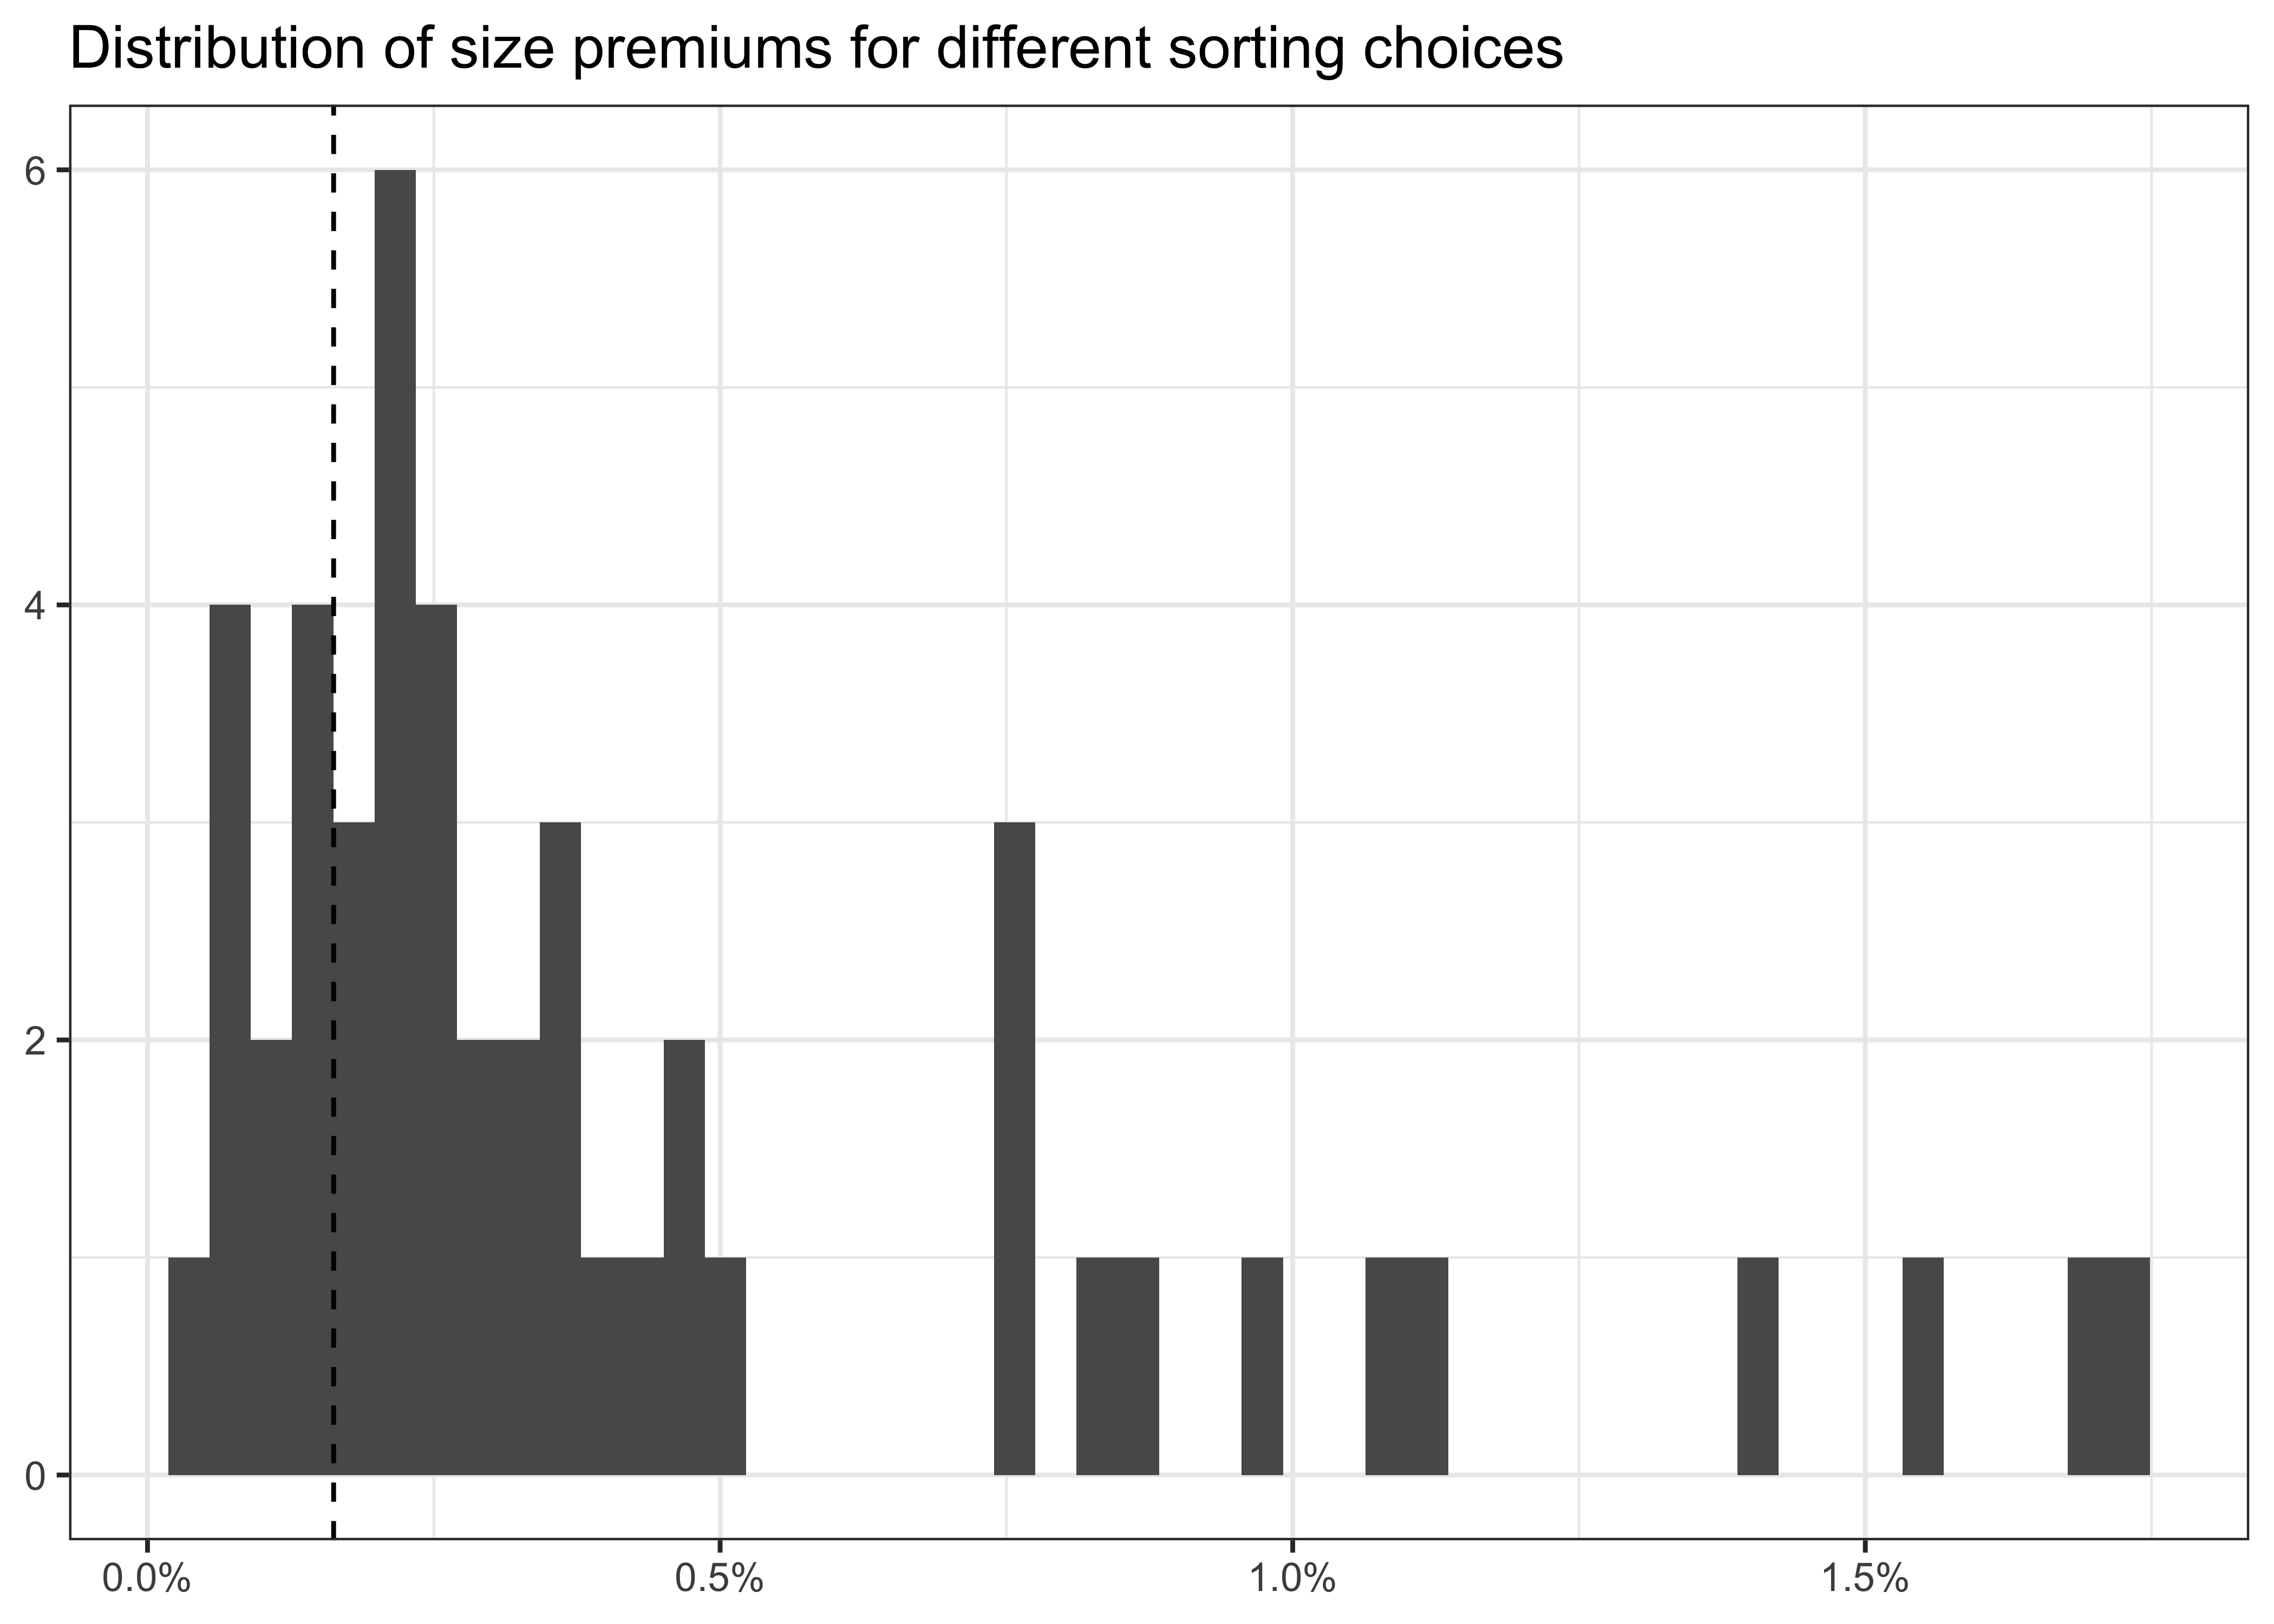 Distribution of size premiums for different sorting choices
6
4
2
0
0.0% 0.5% 1.0% 1.5%